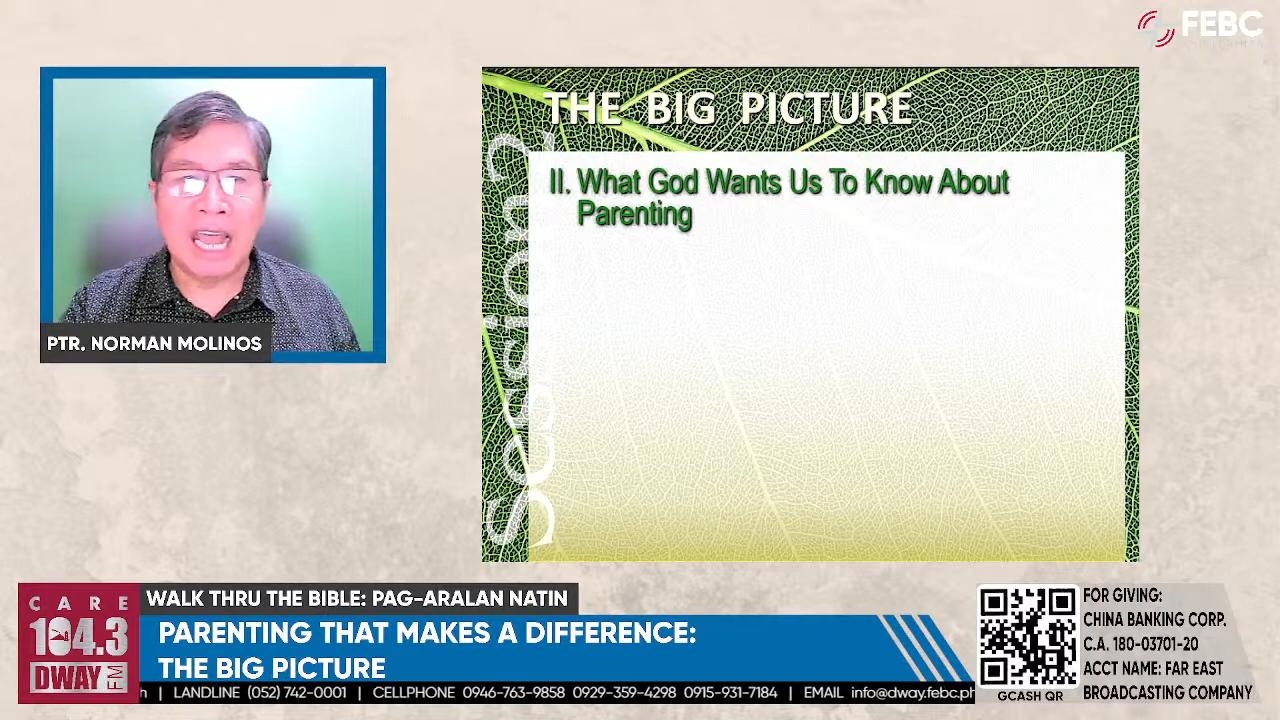 FEBC
THE BIG PICTURE
II. What God Wants Us To Know About
Parenting
Session 2
PTR. NORMAN MOLINOS
CARE
104.3
DWAY FM
WALK THRU THE BIBLE: PAG-ARALAN NATIN
PARENTING THAT MAKES A DIFFERENCE:
THE BIG PICTURE
h | LANDLINE (052) 742-0001 | CELLPHONE 0946-763-9858 0929-359-4298 0915-931-7184 | EMAIL info@dway.febc.ph
GCASH QR
FOR GIVING:
CHINA BANKING CORP.
C.A. 180-03701-20
ACCT NAME: FAR EAST
BROADCASTING COMPANY